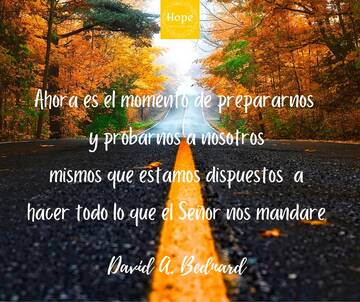 Hope
Ahora es el momento de prepararnos
y probarnos a nosotros
mismos que estamos dispuestos a
hacer todo lo que el Señor nos mandare
David A. Bednard